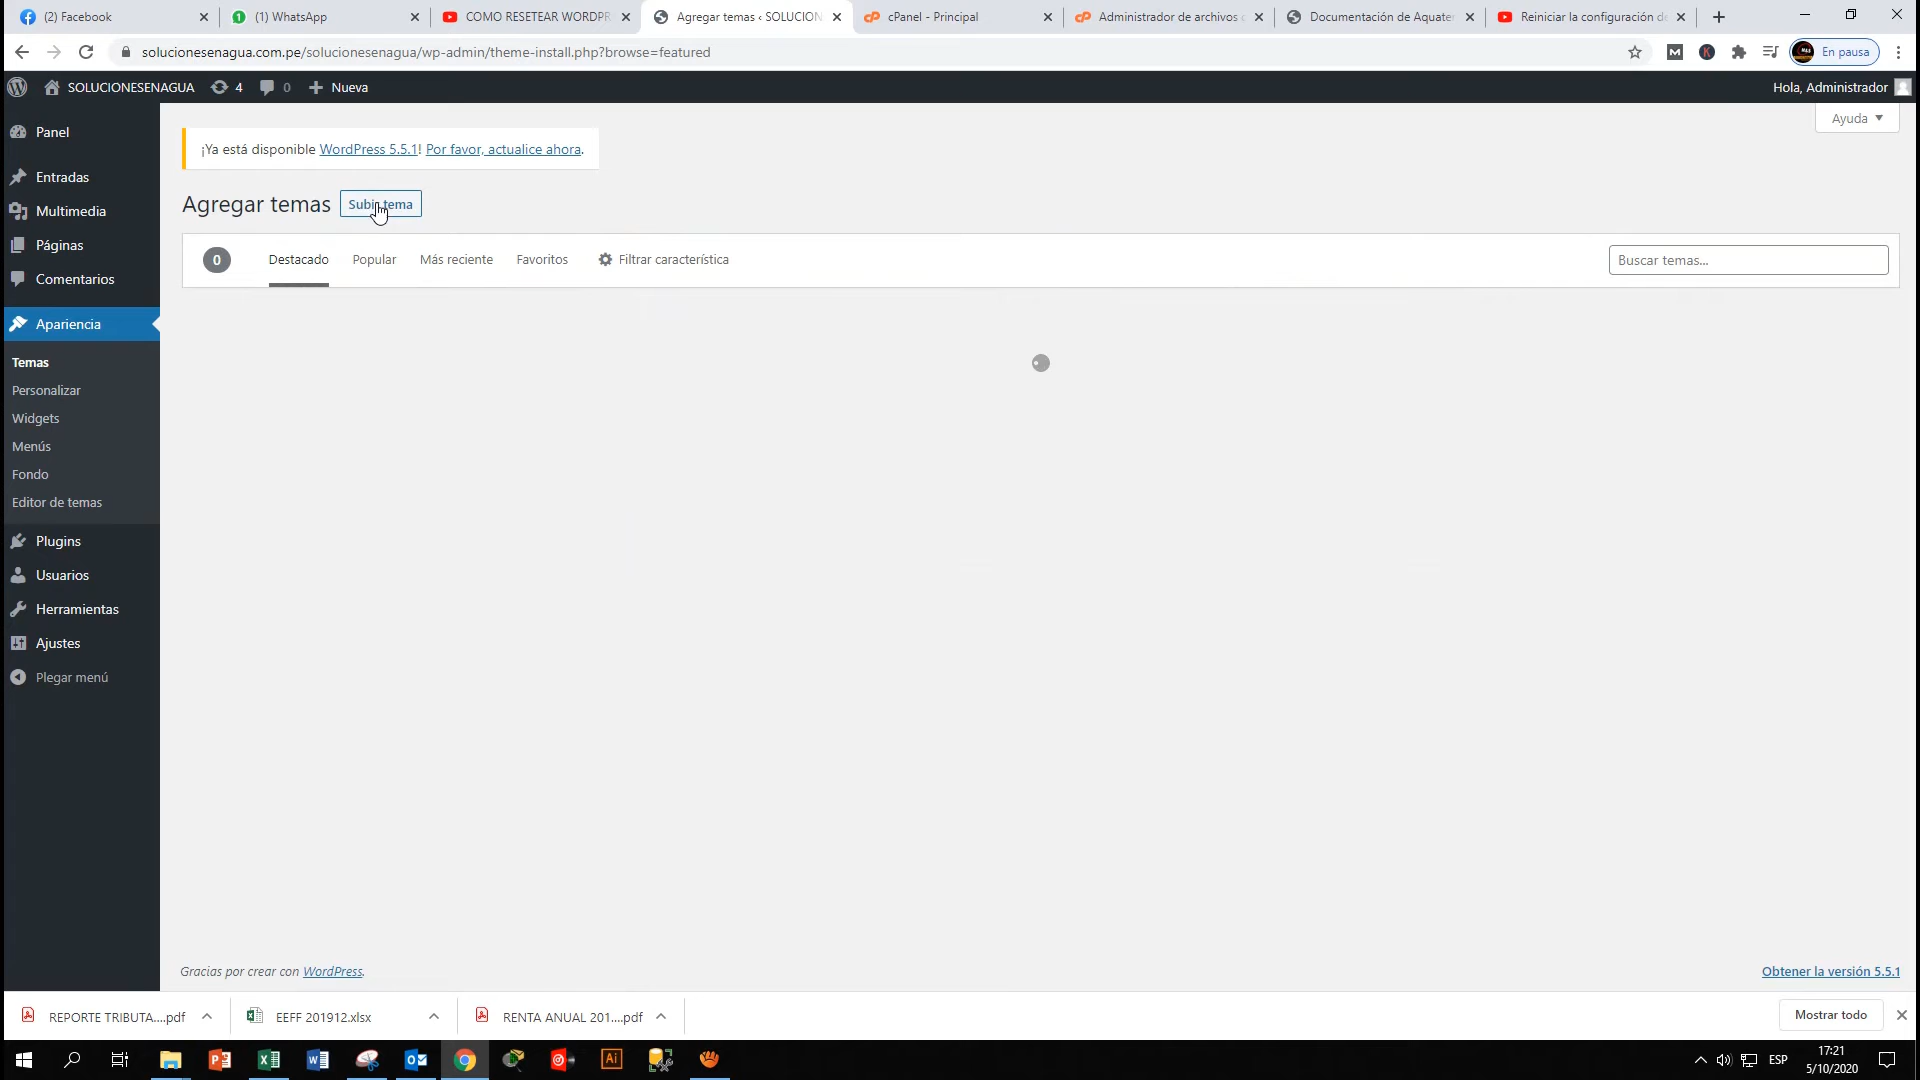 (2) Facebook
(1) WhatsApp
COMO RESETEAR WORDPR
Agregar temas ‹ SOLUCION
cPanel - Principal
Administrador de archivos c
Documentación de Aquater
Reiniciar la configuración de
solucionesenagua.com.pe/solucionesenagua/wp-admin/theme-install.php?browse=featured
M
K
En pausa
SOLUCIONESENAGUA
4
0
Nueva
Hola, Administrador
Ayuda
Panel
Entradas
Multimedia
Páginas
Comentarios
Apariencia
Temas
Personalizar
Widgets
Menús
Fondo
Editor de temas
Plugins
Usuarios
Herramientas
Ajustes
Plegar menú
¡Ya está disponible WordPress 5.5.1! Por favor, actualice ahora.
Agregar temas
Subir tema
0
Destacado
Popular
Más reciente
Favoritos
Filtrar característica
Buscar temas...
Gracias por crear con WordPress.
Obtener la versión 5.5.1
REPORTE TRIBUTA....pdf
EEFF 201912.xlsx
RENTA ANUAL 201....pdf
Mostrar todo
ESP
17:21
5/10/2020